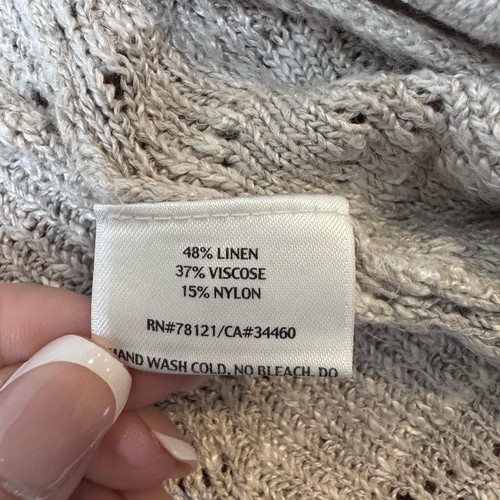 48% LINEN
37% VISCOSE
15% NYLON
RN#78121/CA#34460
HAND WASH COLD, NO BLEACH, DO